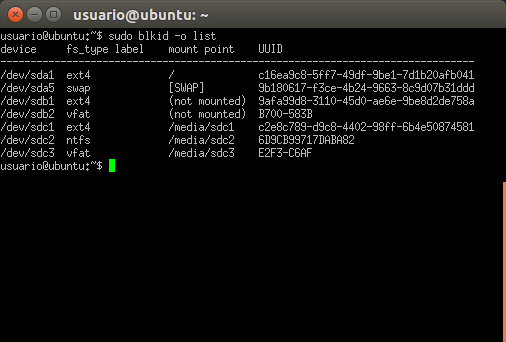 usuario@ubuntu: ~
usuario@ubuntu:~$ sudo blkid -o list
device     fs_type label    mount point    UUID
-------------------------------------------------------------------------------
/dev/sda1  ext4             /              c16ea9c8-5ff7-49df-9be1-7d1b20afb041
/dev/sda5  swap             [SWAP]         9b180617-f3ce-4b24-9663-8c9d07b31ddd
/dev/sdb1  ext4             (not mounted)  9afa99d8-3110-45d0-ae6e-9be8d2de758a
/dev/sdb2  vfat             (not mounted)  B700-583B
/dev/sdc1  ext4             /media/sdc1    c2e8c789-d9c8-4402-98ff-6b4e50874581
/dev/sdc2  ntfs             /media/sdc2    6D9CB99717DABA82
/dev/sdc3  vfat             /media/sdc3    E2F3-C6AF
usuario@ubuntu:~$